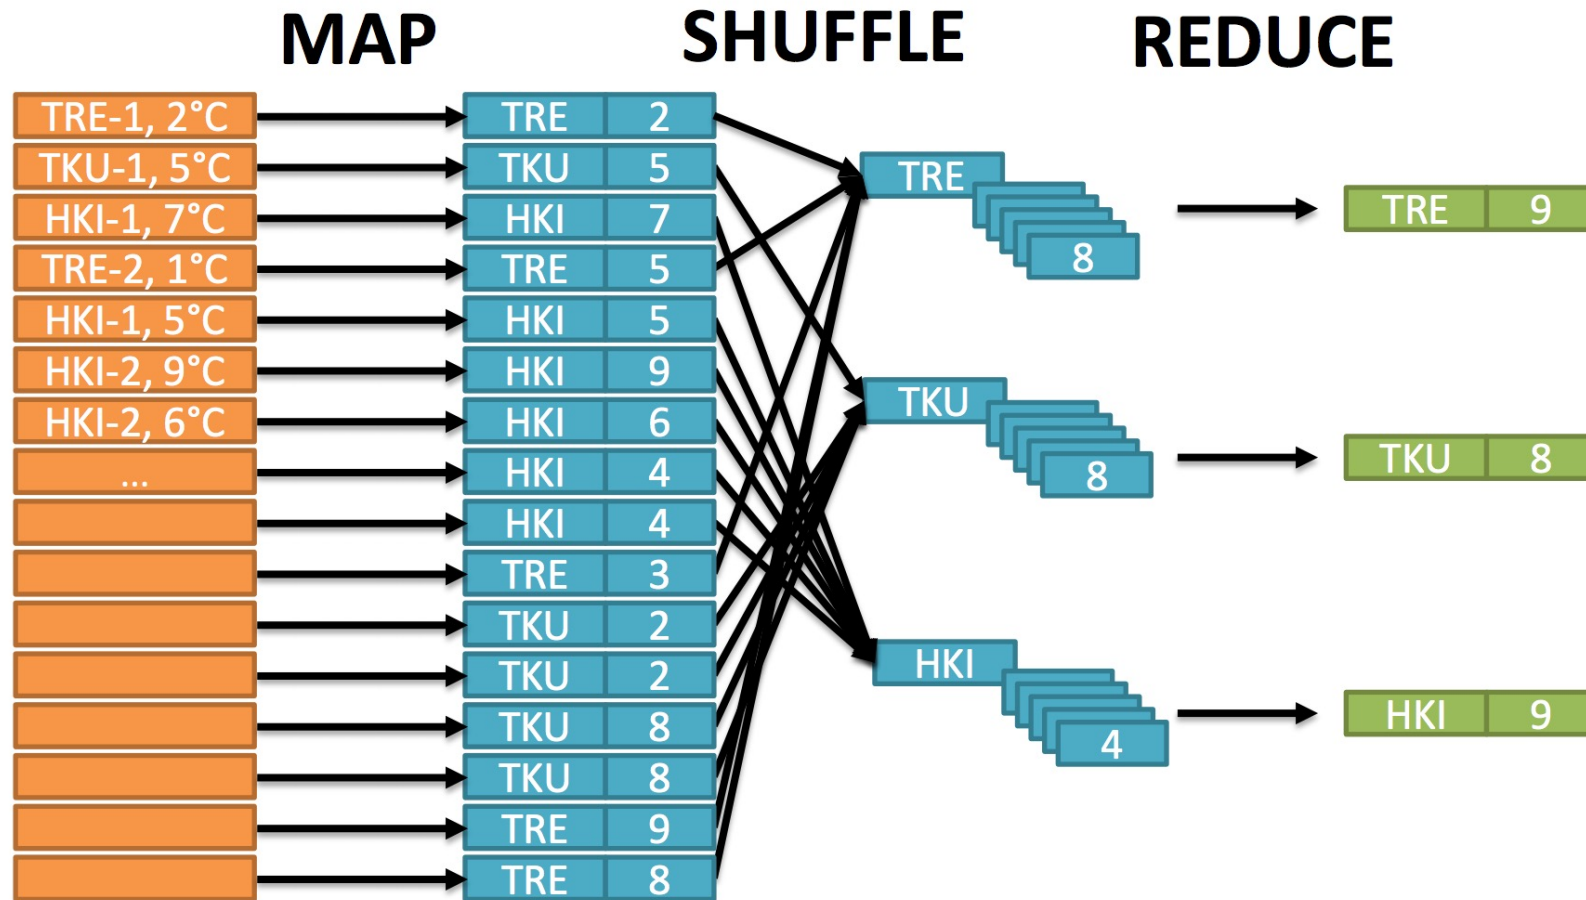 MAP SHUFFLE REDUCE
TRE-1, 2°C
TKU-1, 5°C
HKI-1, 7°C
TRE-2, 1°C
HKI-1, 5°C
HKI-2, 9°C
HKI-2, 6°C
...
TRE 2
TKU 5
HKI 7
TRE 5
HKI 5
HKI 9
HKI 6
HKI 4
HKI 4
TRE 3
TKU 2
TKU 2
TKU 8
TKU 8
TRE 9
TRE 8
TRE
8
TKU
8
HKI
4
TRE 9
TKU 8
HKI 9